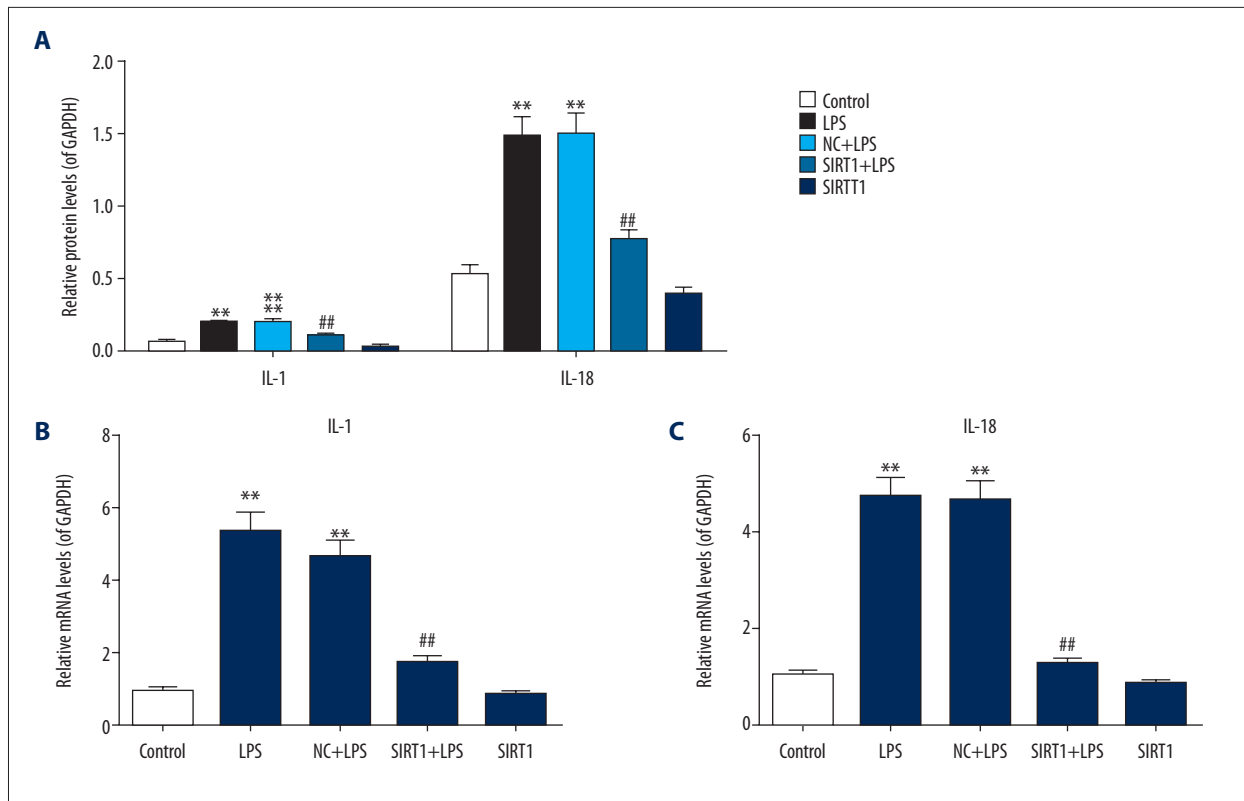 A
Relative protein levels (of GAPDH)
2.0
1.5
1.0
0.5
0.0
**
**
**
##
**
**
##
IL-1
IL-18
Control
LPS
NC+LPS
SIRT1+LPS
SIRTT1
B
IL-1
Relative mRNA levels (of GAPDH)
8
6
4
2
0
**
**
##
Control
LPS
NC+LPS
SIRT1+LPS
SIRT1
C
IL-18
Relative mRNA levels (of GAPDH)
6
4
2
0
**
**
##
Control
LPS
NC+LPS
SIRT1+LPS
SIRT1